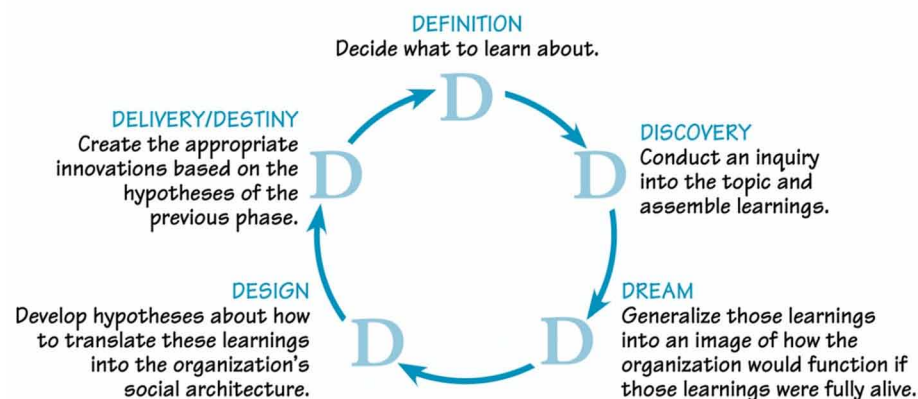 DEFINITION
Decide what to learn about.
D
DISCOVERY
Conduct an inquiry
into the topic and
assemble learnings.
D
DREAM
Generalize those learnings
into an image of how the
organization would function if
those learnings were fully alive.
D
DESIGN
Develop hypotheses about how
to translate these learnings
into the organization's
social architecture.
D
DELIVERY/DESTINY
Create the appropriate
innovations based on the
hypotheses of the
previous phase.
D